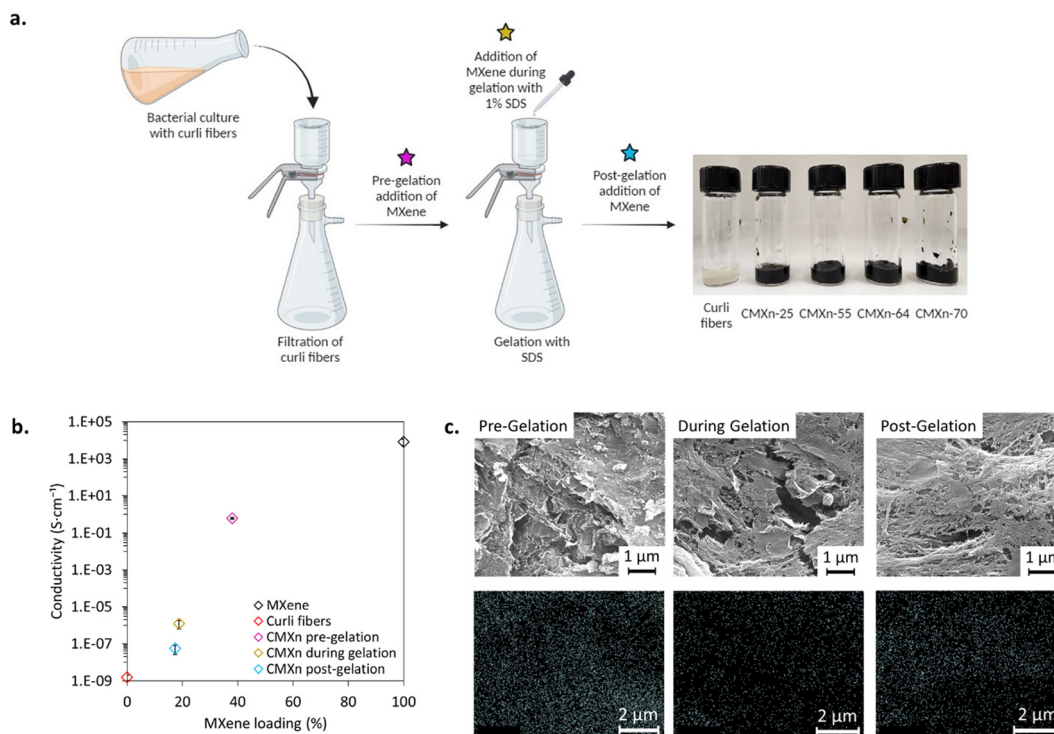 a.
Bacterial culture
with curli fibers
Filtration of
curli fibers
Pre-gelation
addition of
MXene
Addition of
MXene during
gelation with
1% SDS
Gelation with
SDS
Post-gelation
addition of
MXene
Curli
fibers
CMXn-25
CMXn-55
CMXn-64
CMXn-70
b.
Conductivity (S·cm⁻¹)
1.E+05
1.E+03
1.E+01
1.E-01
1.E-03
1.E-05
1.E-07
1.E-09
MXene
Curli fibers
CMXn pre-gelation
CMXn during gelation
CMXn post-gelation
0 20 40 60 80 100
MXene loading (%)
c.
Pre-Gelation
During Gelation
Post-Gelation
1 µm
1 µm
1 µm
2 µm
2 µm
2 µm